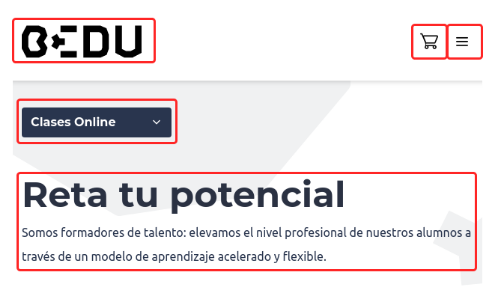 BEDU
Clases Online
Reta tu potencial
Somos formadores de talento: elevamos el nivel profesional de nuestros alumnos a
través de un modelo de aprendizaje acelerado y flexible.